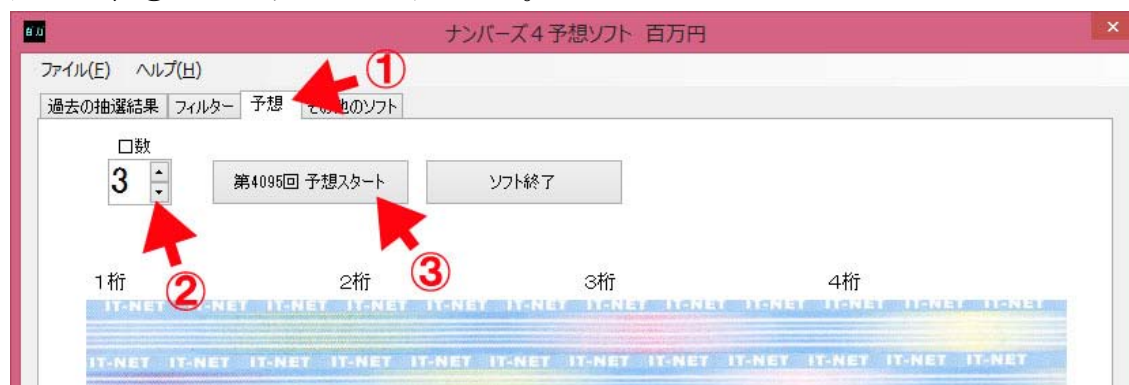 ナンバーズ4予想ソフト 百万円
ファイル(F) ヘルプ(H)
①
過去の抽選結果 フィルター 予想 その他のソフト
口数
3 第4095回 予想スタート ソフト終了
② ③
1桁 2桁 3桁 4桁
IT-NET IT-NET IT-NET IT-NET IT-NET IT-NET IT-NET IT-NET IT-NET IT-NET IT-NET
IT-NET IT-NET IT-NET IT-NET IT-NET IT-NET IT-NET IT-NET IT-NET IT-NET IT-NET